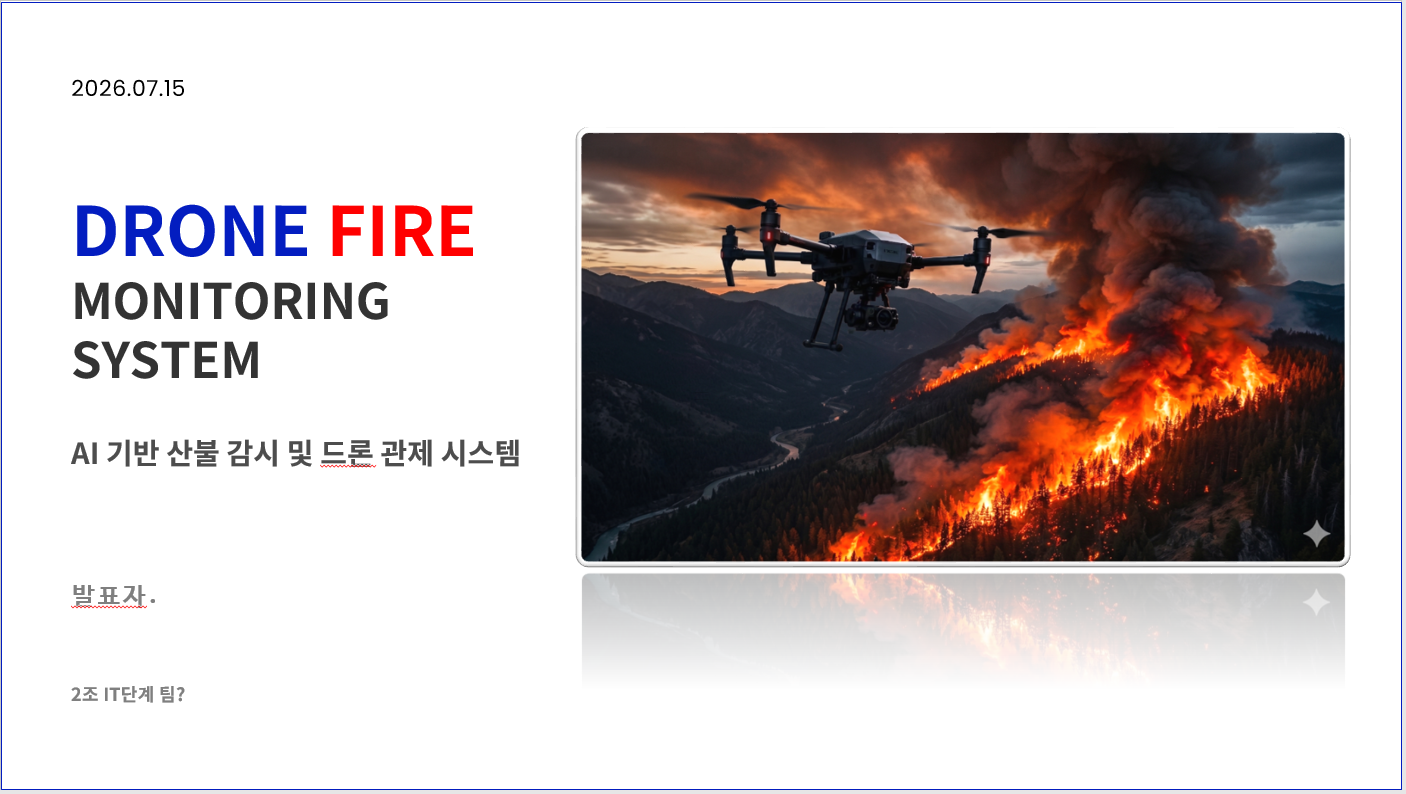 2026.07.15
DRONE FIRE
MONITORING
SYSTEM
AI 기반 산불 감시 및 드론 관제 시스템
발표자.
2조 IT단계 팀?